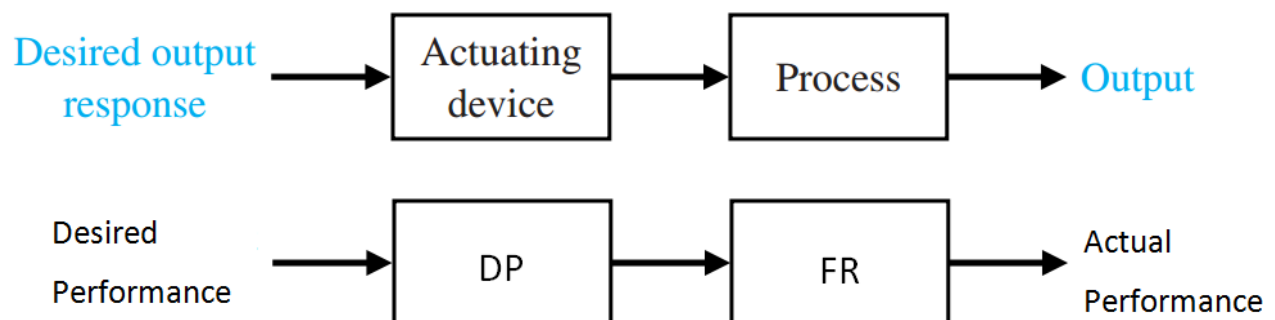 Desired output
response
Actuating
device
Process
Output
Desired
Performance
DP
FR
Actual
Performance